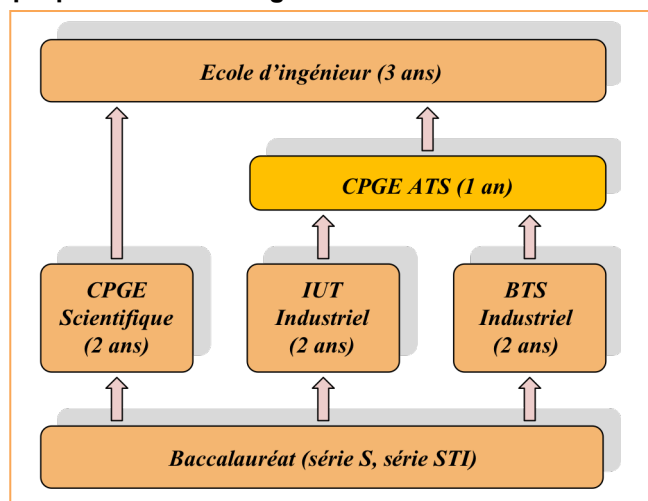 Ecole d'ingénieur (3 ans)
CPGE ATS (1 an)
CPGE
Scientifique
(2 ans)
IUT
Industriel
(2 ans)
BTS
Industriel
(2 ans)
Baccalauréat (série S, série STI)